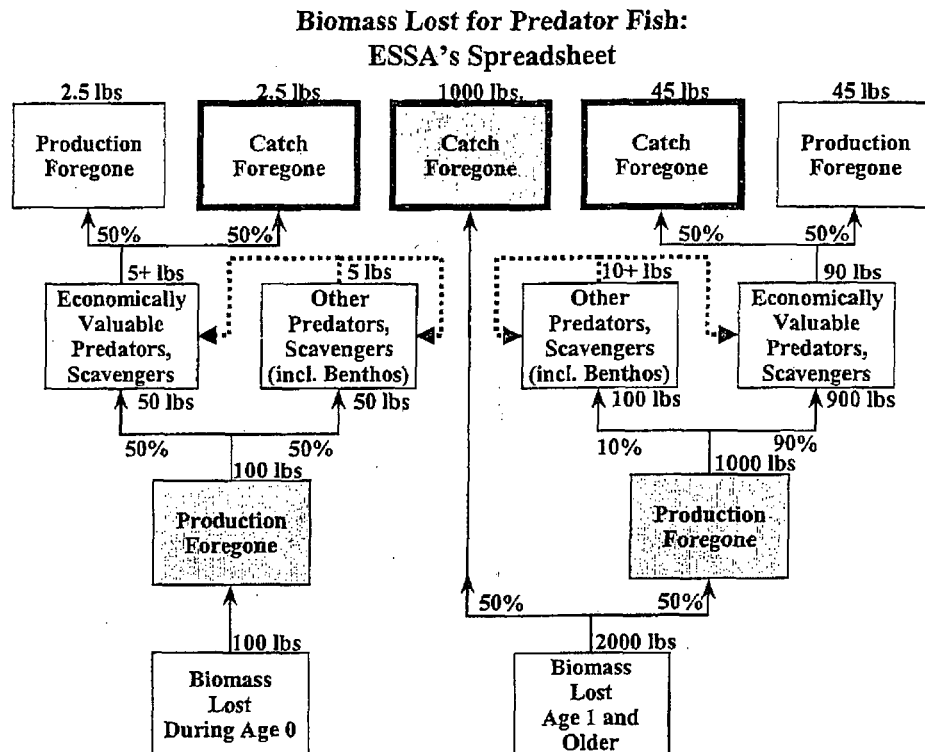 Biomass Lost for Predator Fish:
ESSA's Spreadsheet
2.5 lbs
2.5 lbs
1000 lbs.
45 lbs
45 lbs
Production
Foregone
Catch
Foregone
Catch
Foregone
Catch
Foregone
Production
Foregone
50%
50%
50%
50%
5+ lbs
5 lbs
10+ lbs
90 lbs
Economically
Valuable
Predators,
Scavengers
Other
Predators,
Scavengers
(incl. Benthos)
Other
Predators,
Scavengers
(incl. Benthos)
Economically
Valuable
Predators,
Scavengers
50 lbs
50 lbs
100 lbs
900 lbs
50%
50%
10%
90%
100 lbs
1000 lbs
Production
Foregone
Production
Foregone
50%
50%
100 lbs
2000 lbs
Biomass
Lost
During Age 0
Biomass
Lost
Age 1 and
Older